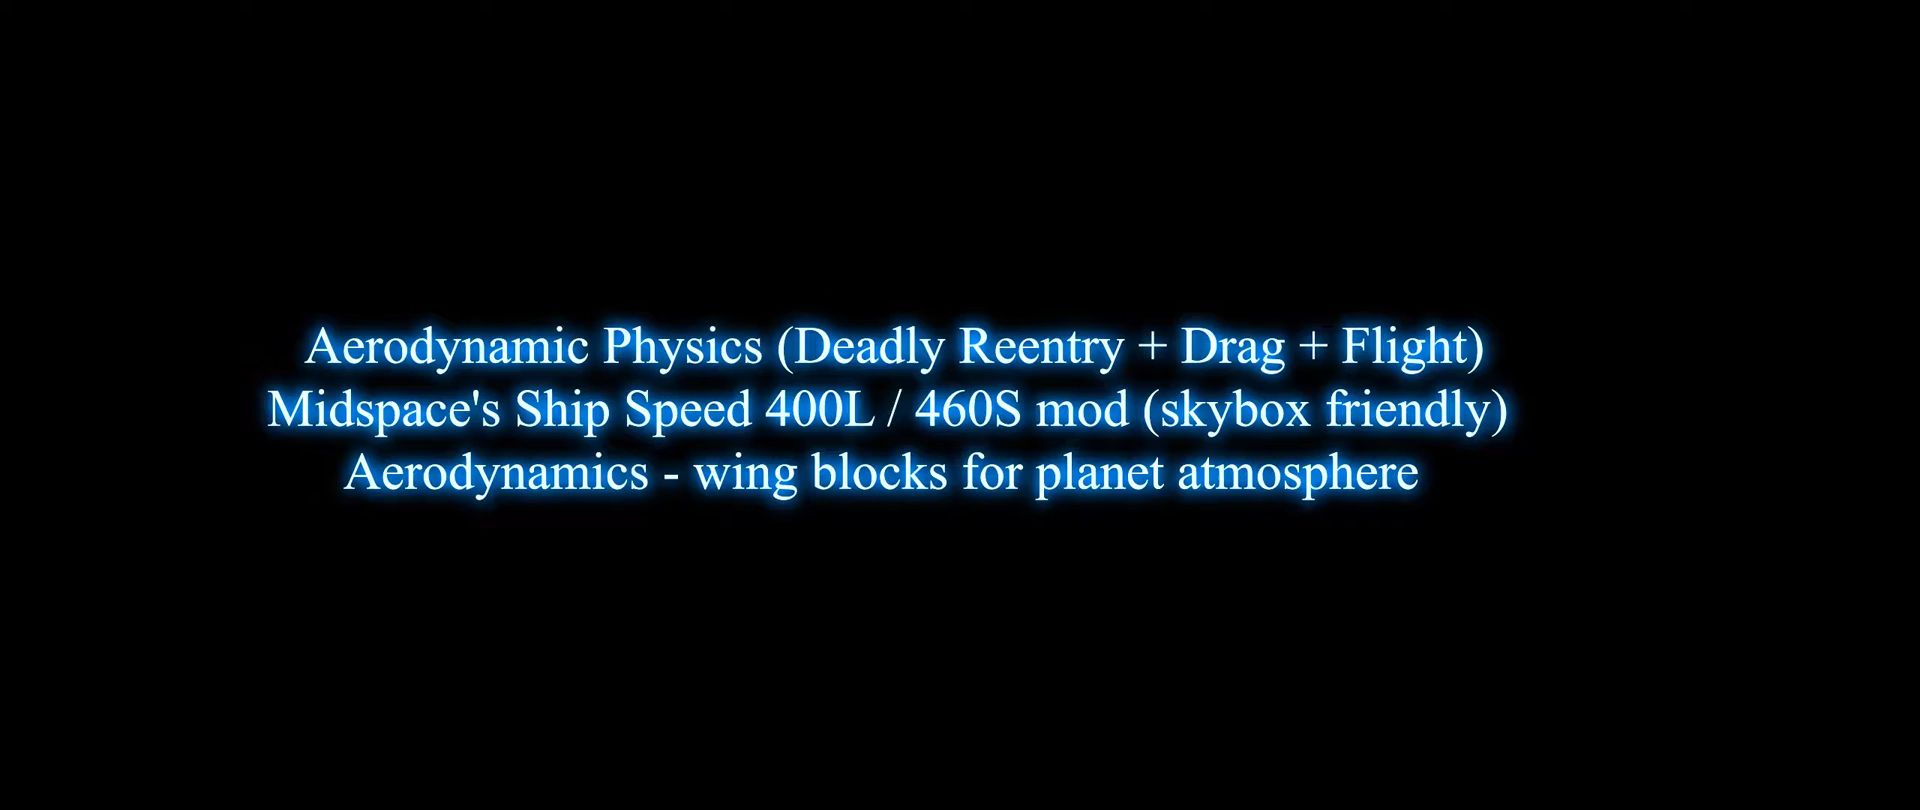 Aerodynamic Physics (Deadly Reentry + Drag + Flight)
Midspace's Ship Speed 400L / 460S mod (skybox friendly)
Aerodynamics - wing blocks for planet atmosphere